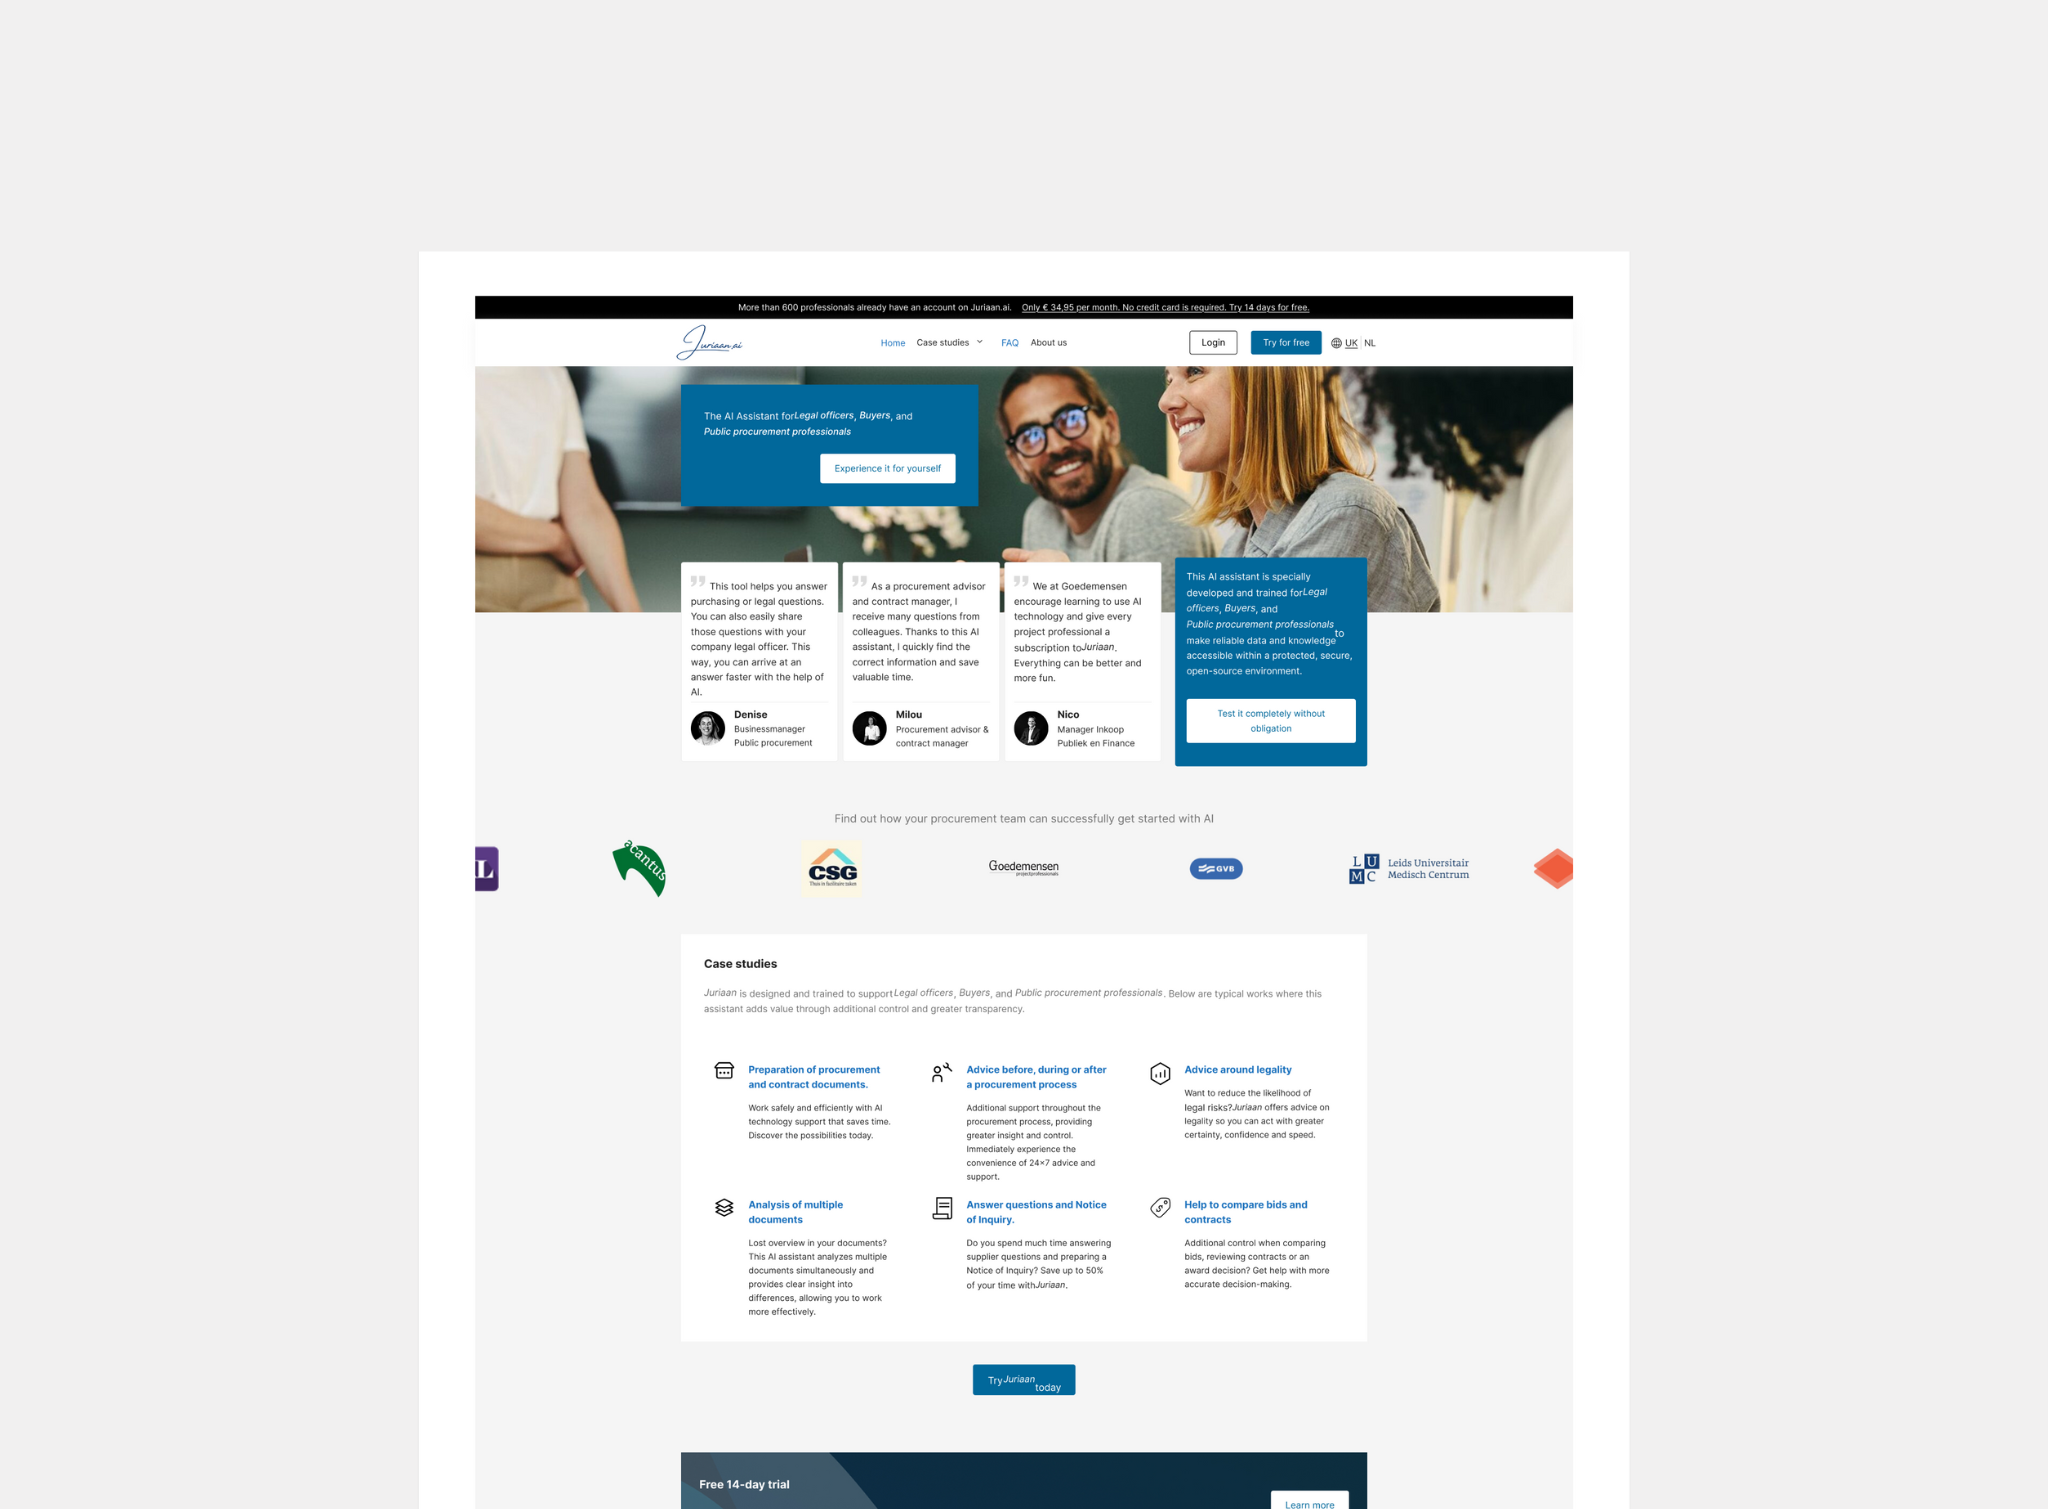 More than 600 professionals already have an account on Juriaan.ai. Only € 34,95 per month. No credit card is required. Try 14 days for free.
Juriaan.ai
Home Case studies FAQ About us
Login Try for free UK NL
The AI Assistant forLegal officers, Buyers, and
Public procurement professionals
Experience it for yourself
This tool helps you answer
purchasing or legal questions.
You can also easily share
those questions with your
company legal officer. This
way, you can arrive at an
answer faster with the help of
AI.
Denise
Businessmanager
Public procurement
As a procurement advisor
and contract manager, I
receive many questions from
colleagues. Thanks to this AI
assistant, I quickly find the
correct information and save
valuable time.
Milou
Procurement advisor &
contract manager
We at Goedemensen
encourage learning to use AI
technology and give every
project professional a
subscription toJuriaan.
Everything can be better and
more fun.
Nico
Manager Inkoop
Publiek en Finance
This AI assistant is specially
developed and trained forLegal
officers, Buyers, and
Public procurement professionals
to
make reliable data and knowledge
accessible within a protected, secure,
open-source environment.
Test it completely without
obligation
Find out how your procurement team can successfully get started with AI
L
acantus
CSG
Thuis in facilitaire zaken
Goedemensen
projectprofessionals
GVB
LU
MC
Leids Universitair
Medisch Centrum
Case studies
Juriaan is designed and trained to supportLegal officers, Buyers, and Public procurement professionals. Below are typical works where this
assistant adds value through additional control and greater transparency.
Preparation of procurement
and contract documents.
Work safely and efficiently with AI
technology support that saves time.
Discover the possibilities today.
Advice before, during or after
a procurement process
Additional support throughout the
procurement process, providing
greater insight and control.
Immediately experience the
convenience of 24×7 advice and
support.
Advice around legality
Want to reduce the likelihood of
legal risks?Juriaan offers advice on
legality so you can act with greater
certainty, confidence and speed.
Analysis of multiple
documents
Lost overview in your documents?
This AI assistant analyzes multiple
documents simultaneously and
provides clear insight into
differences, allowing you to work
more effectively.
Answer questions and Notice
of Inquiry.
Do you spend much time answering
supplier questions and preparing a
Notice of Inquiry? Save up to 50%
of your time withJuriaan.
Help to compare bids and
contracts
Additional control when comparing
bids, reviewing contracts or an
award decision? Get help with more
accurate decision-making.
TryJuriaan
today
Free 14-day trial
Learn more